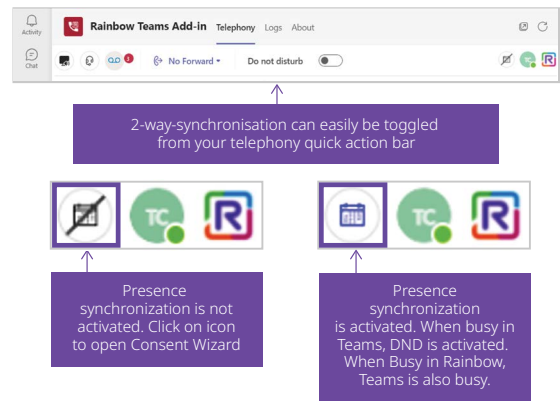 Activity
Rainbow Teams Add-in Telephony Logs About
Chat
1 No Forward Do not disturb TC R
2-way-synchronisation can easily be toggled
from your telephony quick action bar
TC R
TC R
Presence
synchronization is not
activated. Click on icon
to open Consent Wizard
Presence
synchronization
is activated. When busy in
Teams, DND is activated.
When Busy in Rainbow,
Teams is also busy.